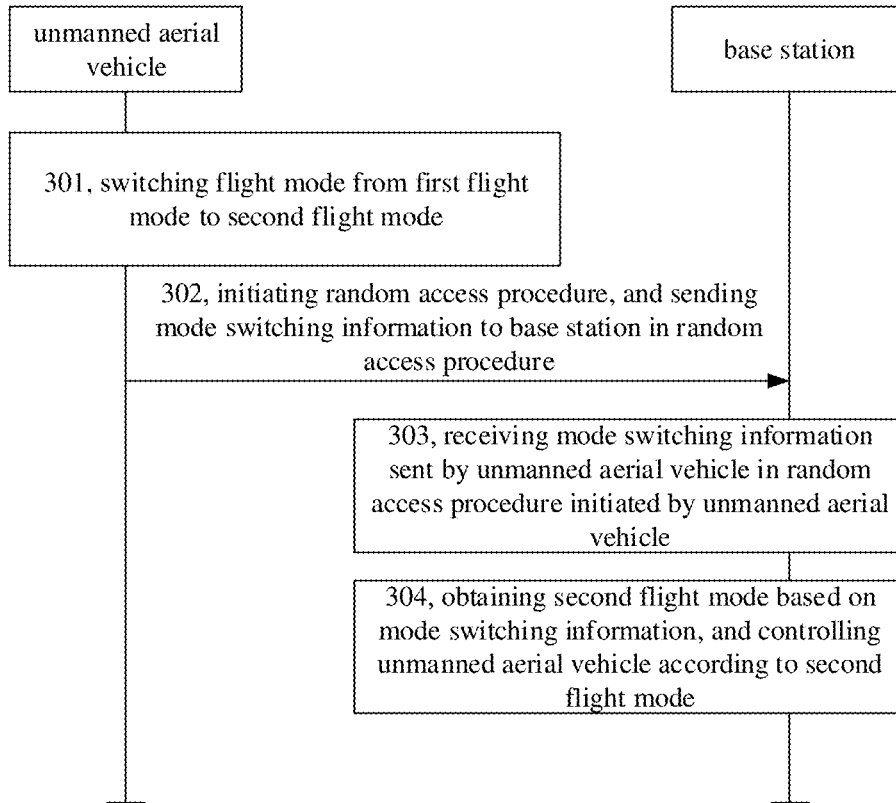 unmanned aerial
vehicle
base station
301, switching flight mode from first flight
mode to second flight mode
302, initiating random access procedure, and sending
mode switching information to base station in random
access procedure
303, receiving mode switching information
sent by unmanned aerial vehicle in random
access procedure initiated by unmanned aerial
vehicle
304, obtaining second flight mode based on
mode switching information, and controlling
unmanned aerial vehicle according to second
flight mode